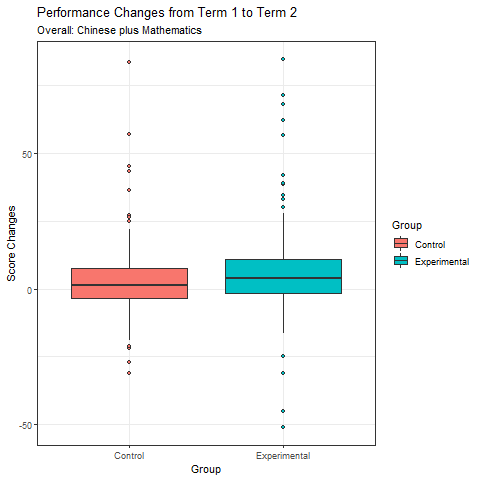 Performance Changes from Term 1 to Term 2
Overall: Chinese plus Mathematics
Score Changes
50
0
-50
Control
Experimental
Group
Group
Control
Experimental